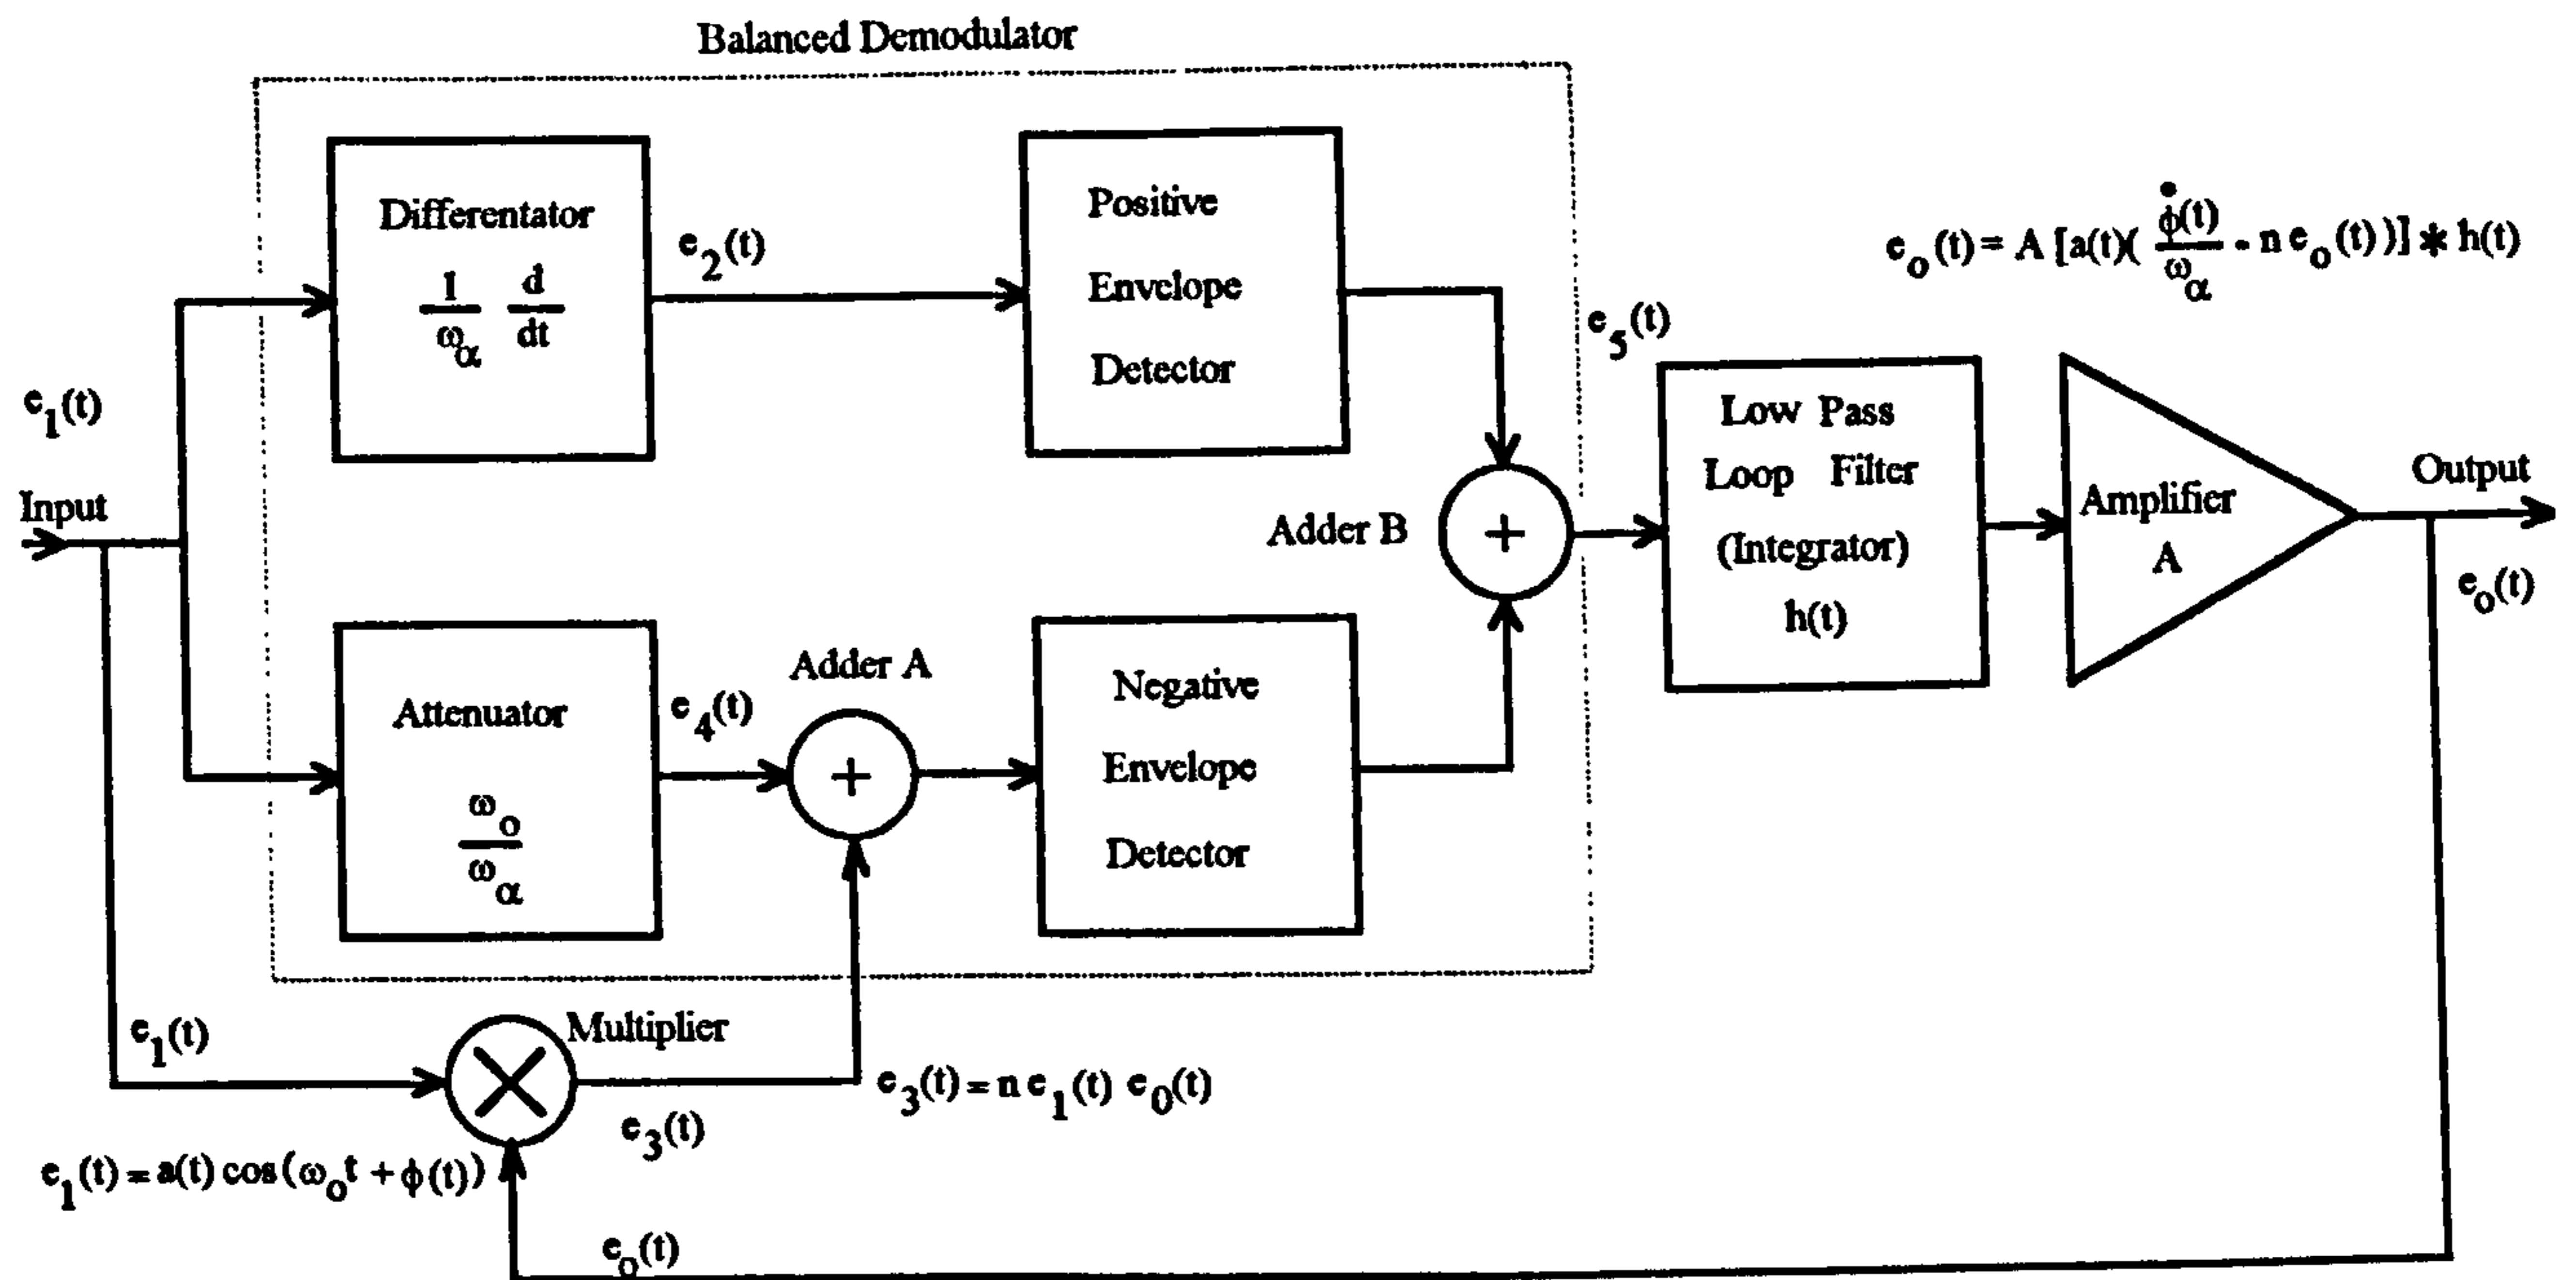 Balanced Demodulator
Differentator
1/ωα d/dt
e2(t)
Positive
Envelope
Detector
e5(t)
eo(t) = A [a(t)( φ̇(t)/ωα - n eo(t) )] * h(t)
e1(t)
Input
Low Pass
Loop Filter
(Integrator)
h(t)
Amplifier
A
Output
eo(t)
Adder B
+
Attenuator
ωo/ωα
e4(t)
Adder A
+
Negative
Envelope
Detector
e1(t)
Multiplier
e3(t)
e3(t) = n e1(t) e0(t)
e1(t) = a(t) cos(ωot + φ(t))
eo(t)